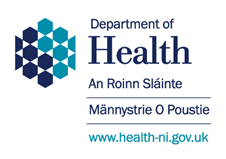 Department of
Health
An Roinn Sláinte
Männystrie O Poustie
www.health-ni.gov.uk